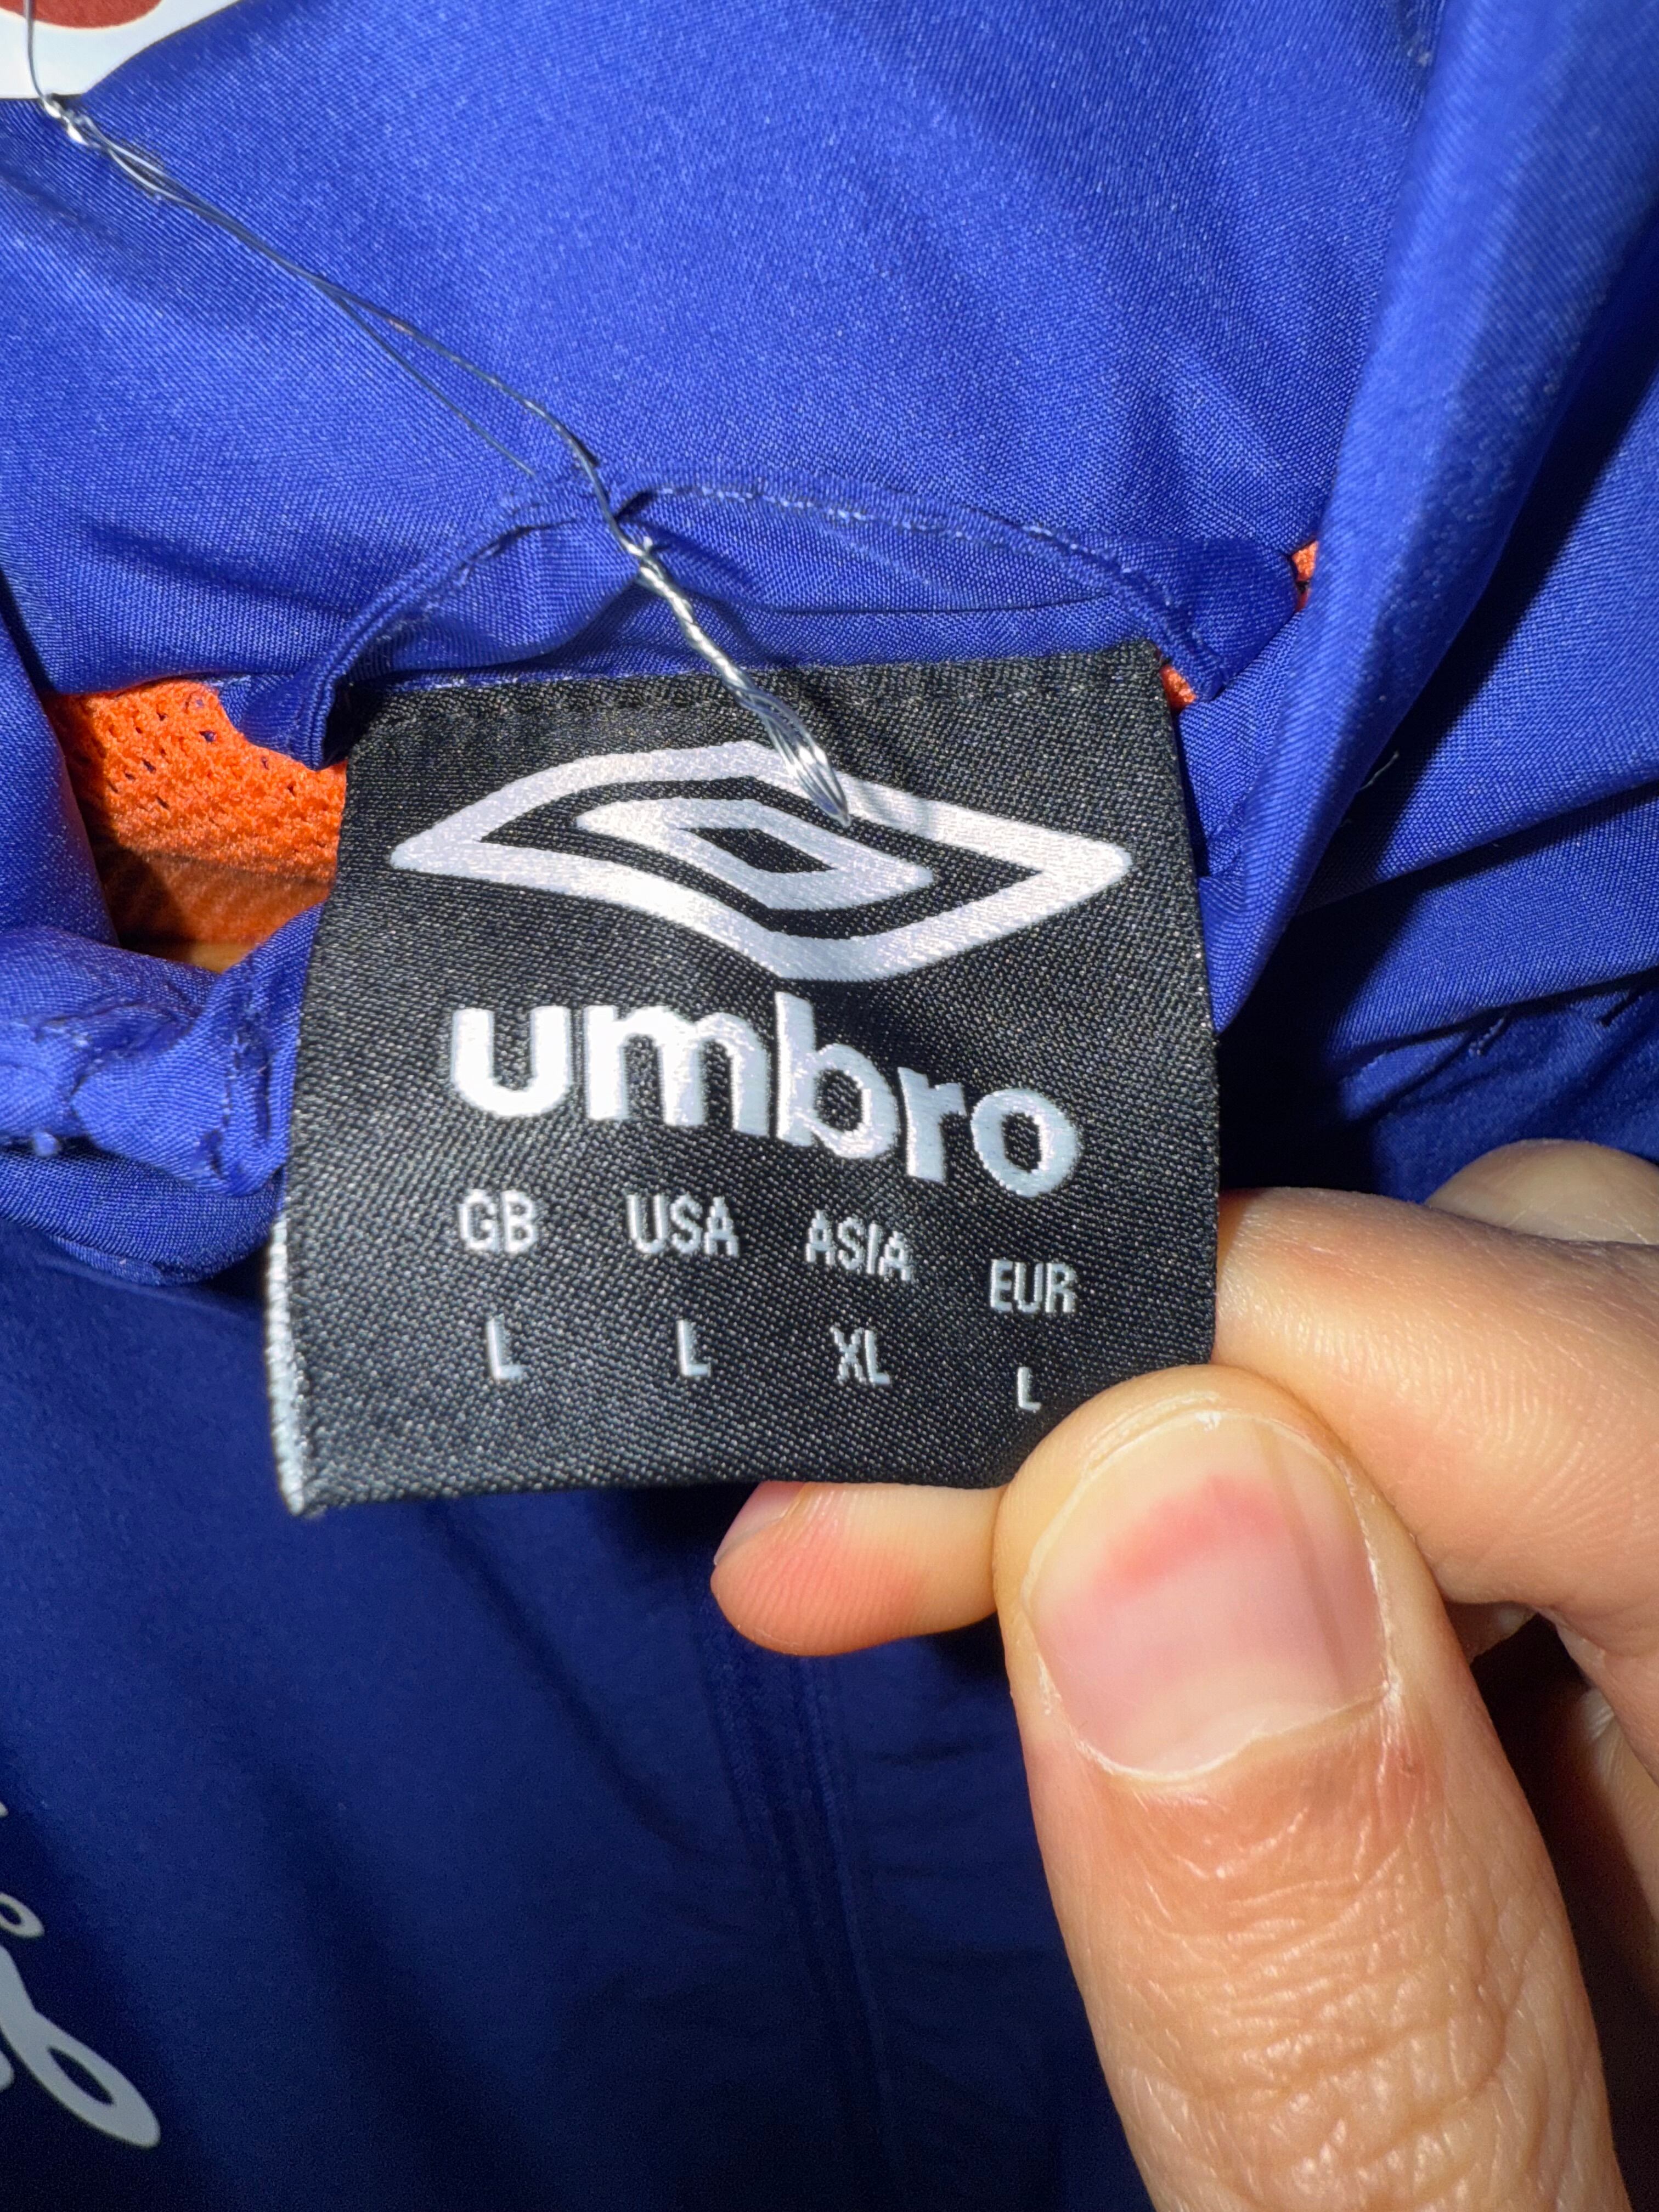 umbro
GB USA ASIA EUR
L L XL L